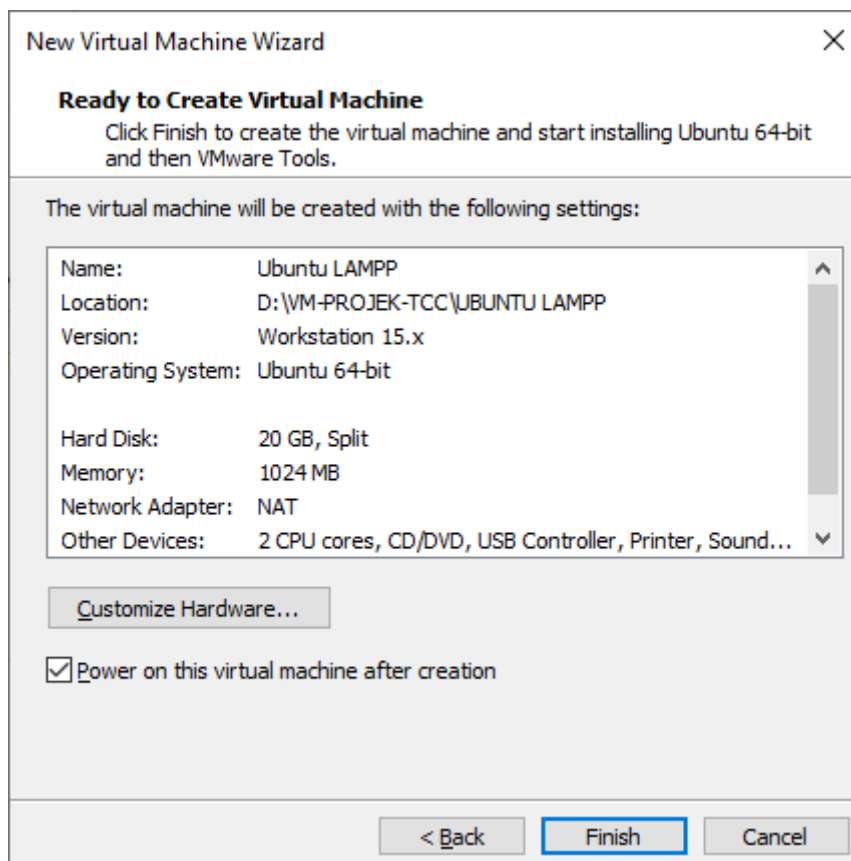 New Virtual Machine Wizard
Ready to Create Virtual Machine
Click Finish to create the virtual machine and start installing Ubuntu 64-bit
and then VMware Tools.
The virtual machine will be created with the following settings:
Name: Ubuntu LAMPP
Location: D:\VM-PROJEK-TCC\UBUNTU LAMPP
Version: Workstation 15.x
Operating System: Ubuntu 64-bit
Hard Disk: 20 GB, Split
Memory: 1024 MB
Network Adapter: NAT
Other Devices: 2 CPU cores, CD/DVD, USB Controller, Printer, Sound...
Customize Hardware...
Power on this virtual machine after creation
< Back Finish Cancel